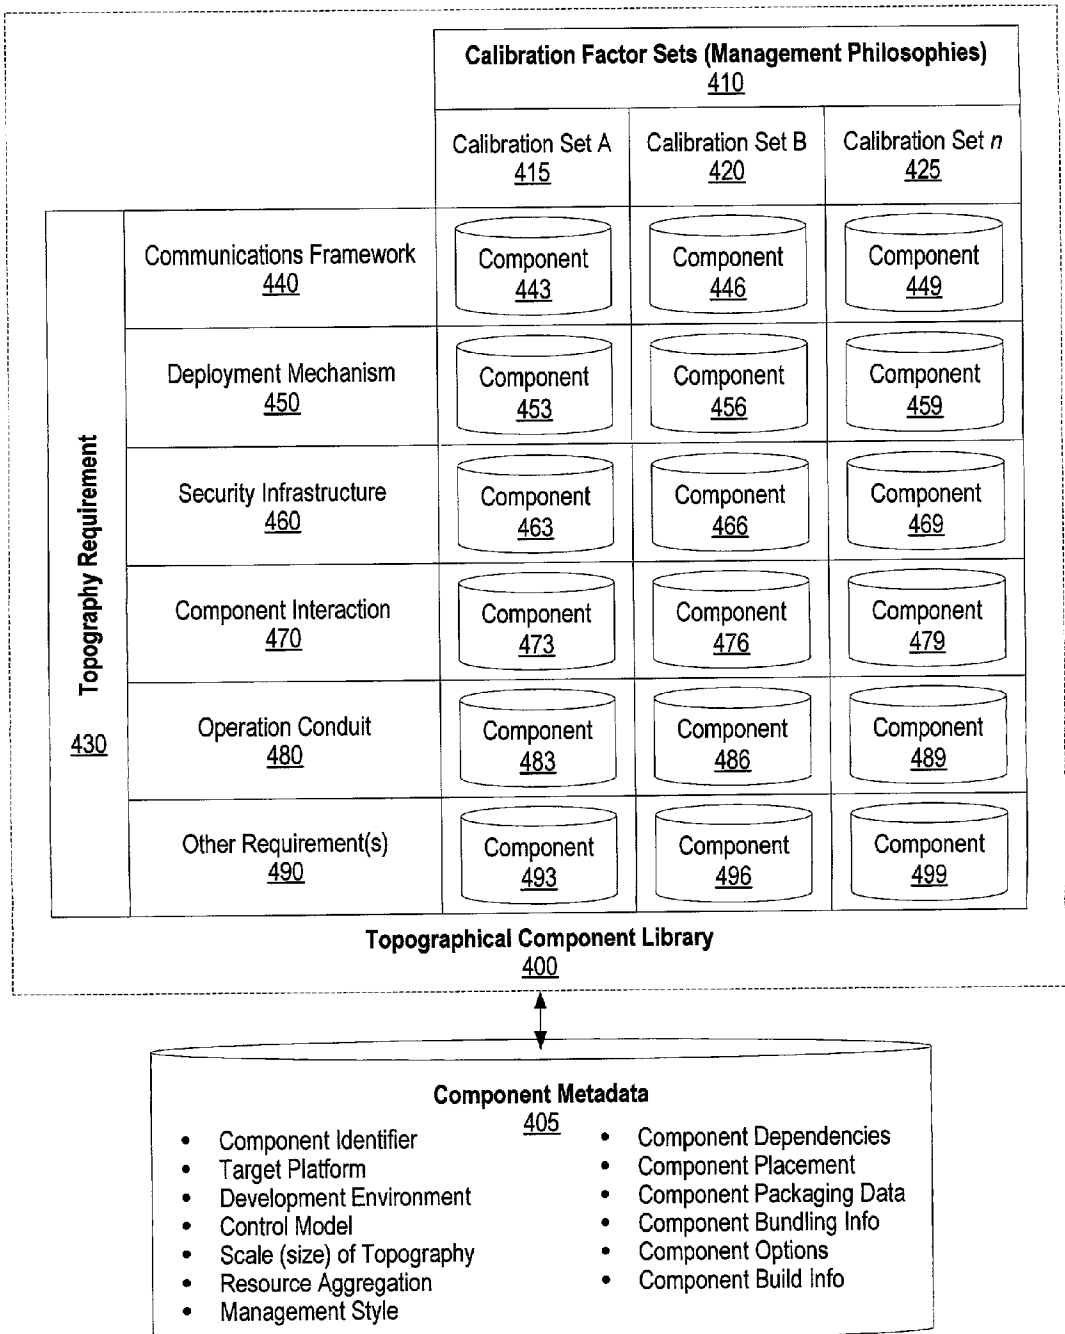 Calibration Factor Sets (Management Philosophies)
410
Calibration Set A
415
Calibration Set B
420
Calibration Set n
425
Topography Requirement
430
Communications Framework
440
Component
443
Component
446
Component
449
Deployment Mechanism
450
Component
453
Component
456
Component
459
Security Infrastructure
460
Component
463
Component
466
Component
469
Component Interaction
470
Component
473
Component
476
Component
479
Operation Conduit
480
Component
483
Component
486
Component
489
Other Requirement(s)
490
Component
493
Component
496
Component
499
Topographical Component Library
400
Component Metadata
405
• Component Identifier
• Target Platform
• Development Environment
• Control Model
• Scale (size) of Topography
• Resource Aggregation
• Management Style
• Component Dependencies
• Component Placement
• Component Packaging Data
• Component Bundling Info
• Component Options
• Component Build Info